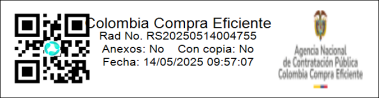 Colombia Compra Eficiente
Rad No. RS20250514004755
Anexos: No Con copia: No
Fecha: 14/05/2025 09:57:07
Agencia Nacional
de Contratación Pública
Colombia Compra Eficiente